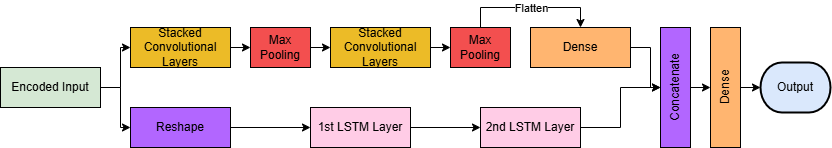 Flatten
Stacked
Convolutional
Layers
Max
Pooling
Stacked
Convolutional
Layers
Max
Pooling
Dense
Encoded Input
Concatenate
Dense
Output
Reshape
1st LSTM Layer
2nd LSTM Layer